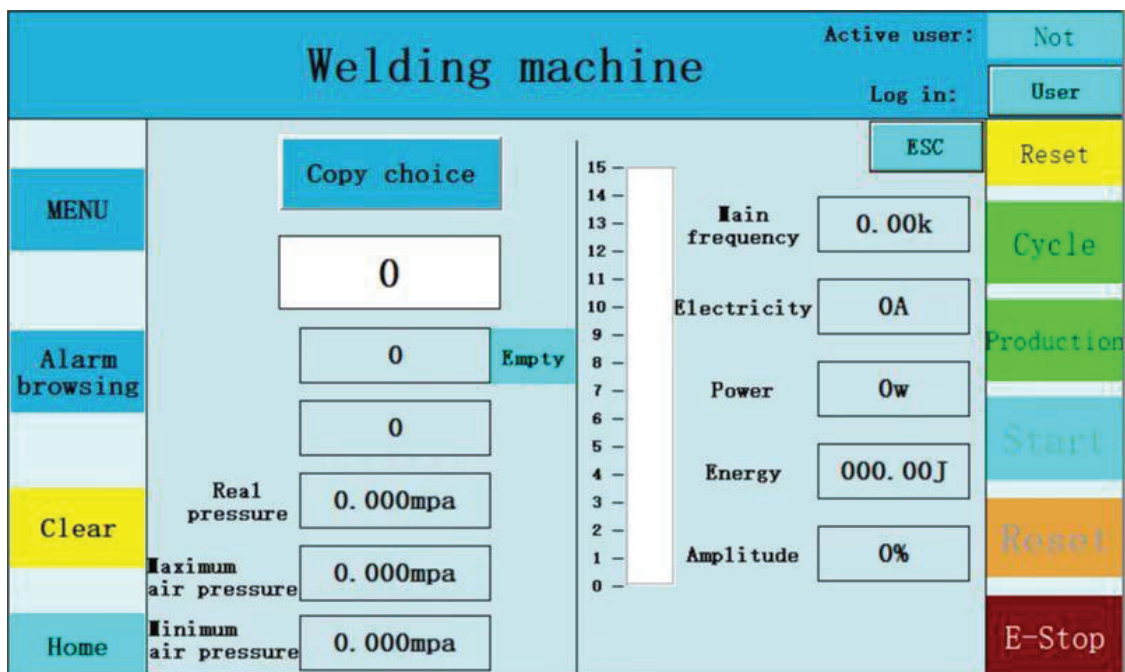 Welding machine
Active user:
Not
Log in:
User
MENU
Alarm
browsing
Clear
Home
Copy choice
0
0
Empty
0
Real
pressure
0.000mpa
Maximum
air pressure
0.000mpa
Minimum
air pressure
0.000mpa
15
14
13
12
11
10
9
8
7
6
5
4
3
2
1
0
ESC
Main
frequency
0.00k
Electricity
0A
Power
0w
Energy
000.00J
Amplitude
0%
Reset
Cycle
Production
Start
Reset
E-Stop